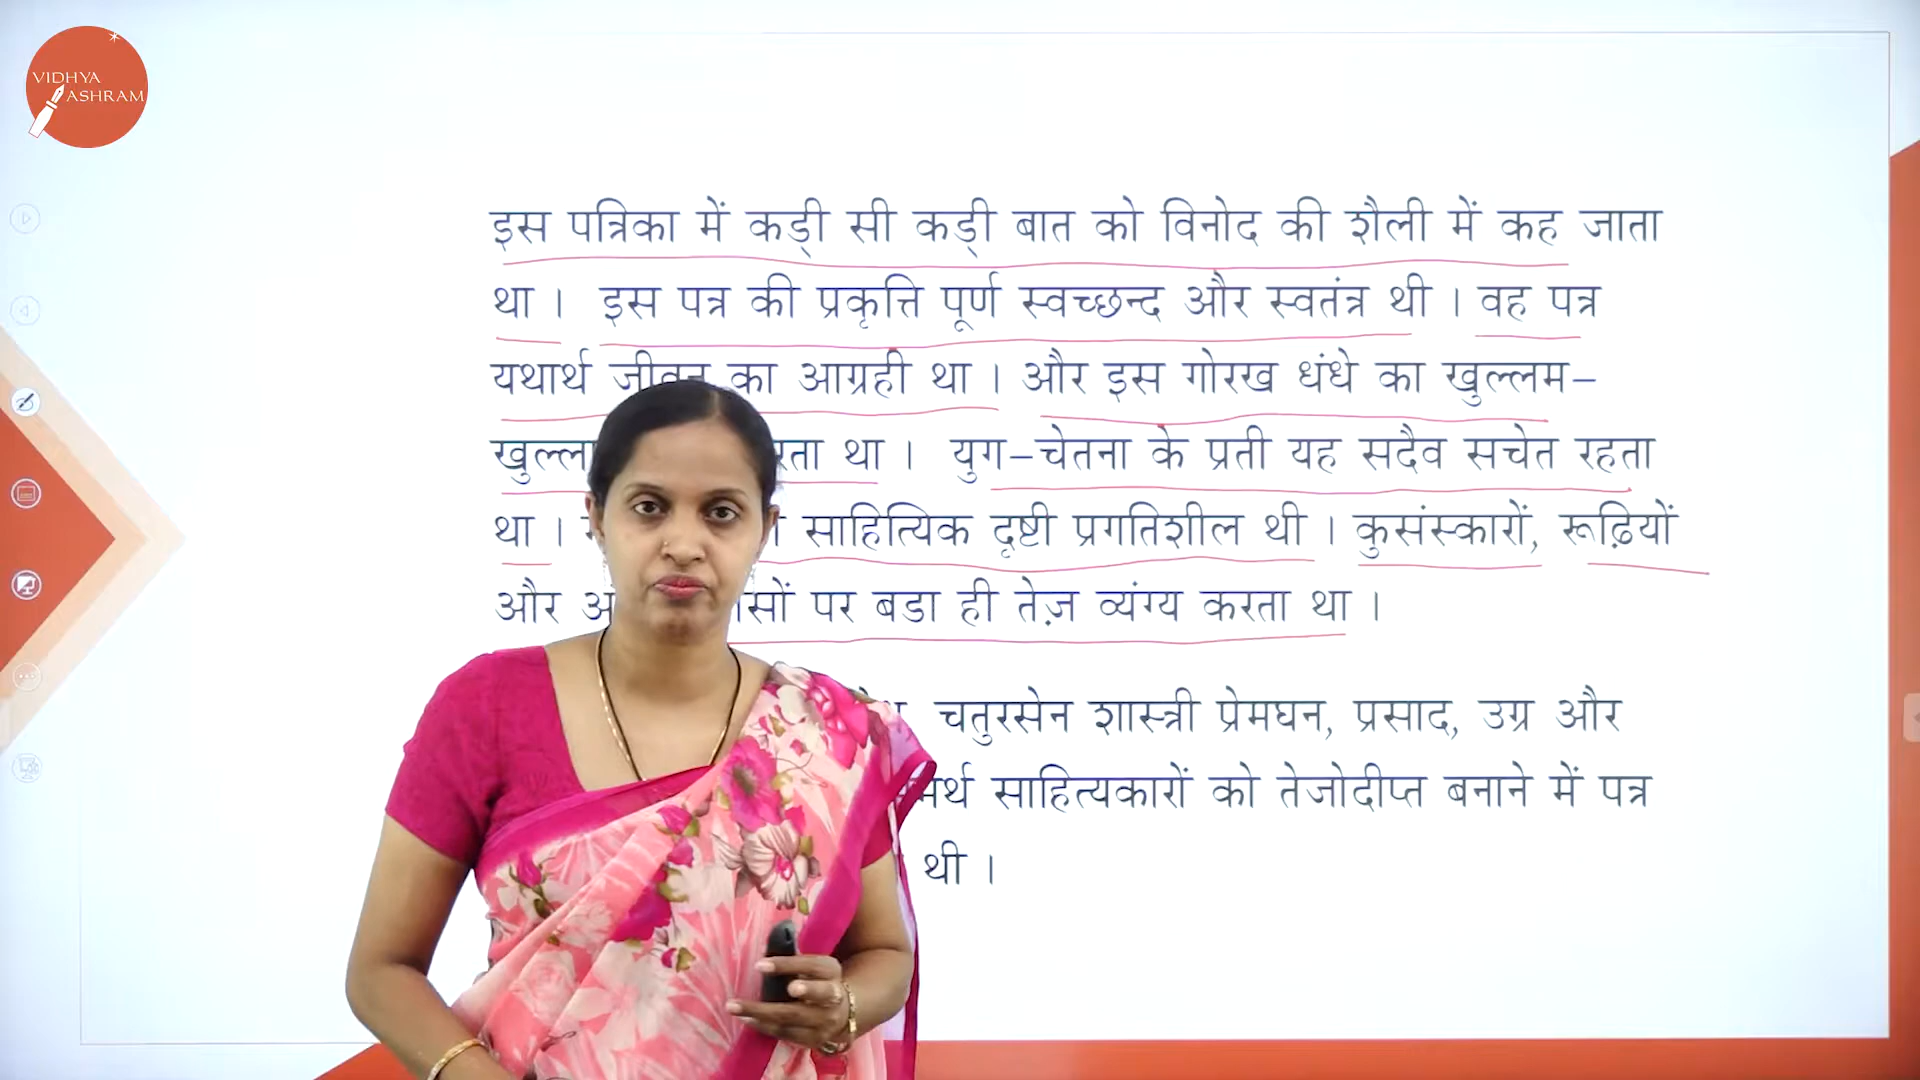 VIDHYA
ASHRAM
इस पत्रिका में कड़ी सी कड़ी बात को विनोद की शैली में कह जाता
था । इस पत्र की प्रकृत्ति पूर्ण स्वच्छन्द और स्वतंत्र थी । वह पत्र
यथार्थ जीवन का आग्रही था । और इस गोरख धंधे का खुल्लम–
था । युग–चेतना के प्रती यह सदैव सचेत रहता
था । साहित्यिक दृष्टी प्रगतिशील थी । कुसंस्कारों, रूढ़ियों
और पर बडा ही तेज़ व्यंग्य करता था ।
चतुरसेन शास्त्री प्रेमघन, प्रसाद, उग्र और
साहित्यकारों को तेजोदीप्त बनाने में पत्र
थी ।